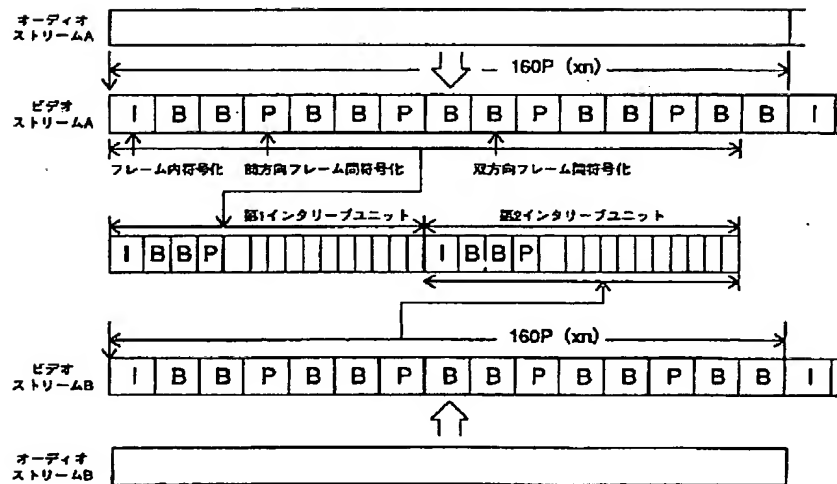 オーディオ
ストリームA
160P (xn)
ビデオ
ストリームA
I B B P B B P B B P B B P B B I
フレーム内符号化 前方向フレーム間符号化 双方向フレーム間符号化
第1インタリーブユニット 第2インタリーブユニット
I B B P I B B P
160P (xn)
ビデオ
ストリームB
I B B P B B P B B P B B P B B I
オーディオ
ストリームB